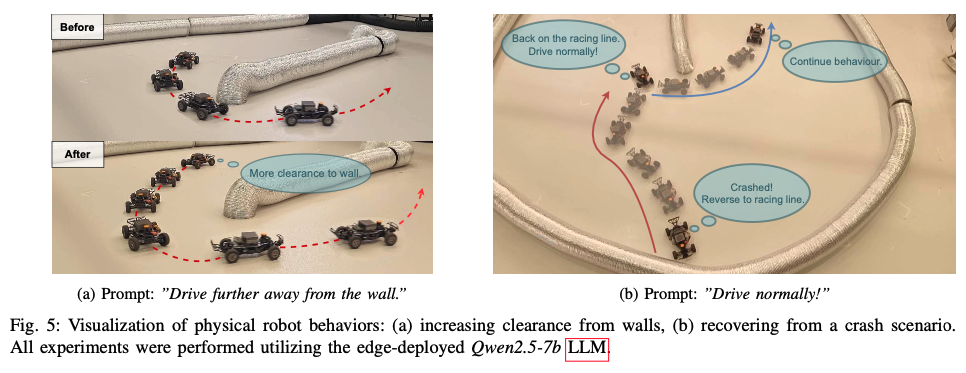 Before
After
More clearance to wall.
(a) Prompt: ”Drive further away from the wall.”
Back on the racing line.
Drive normally!
Continue behaviour.
Crashed!
Reverse to racing line.
(b) Prompt: ”Drive normally!”
Fig. 5: Visualization of physical robot behaviors: (a) increasing clearance from walls, (b) recovering from a crash scenario.
All experiments were performed utilizing the edge-deployed Qwen2.5-7b LLM.